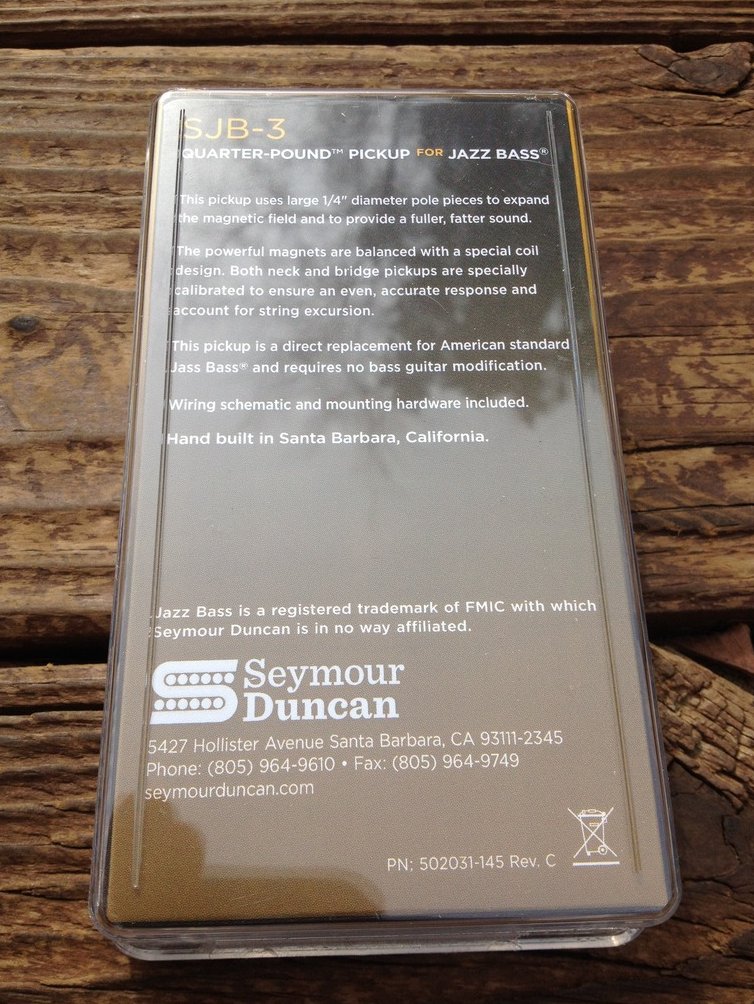 SJB-3
QUARTER-POUND™ PICKUP FOR JAZZ BASS®
This pickup uses large 1/4" diameter pole pieces to expand
the magnetic field and to provide a fuller, fatter sound.
The powerful magnets are balanced with a special coil
design. Both neck and bridge pickups are specially
calibrated to ensure an even, accurate response and
account for string excursion.
This pickup is a direct replacement for American standard
Jass Bass® and requires no bass guitar modification.
Wiring schematic and mounting hardware included.
Hand built in Santa Barbara, California.
Jazz Bass is a registered trademark of FMIC with which
Seymour Duncan is in no way affiliated.
Seymour
Duncan
5427 Hollister Avenue Santa Barbara, CA 93111-2345
Phone: (805) 964-9610 • Fax: (805) 964-9749
seymourduncan.com
PN: 502031-145 Rev. C